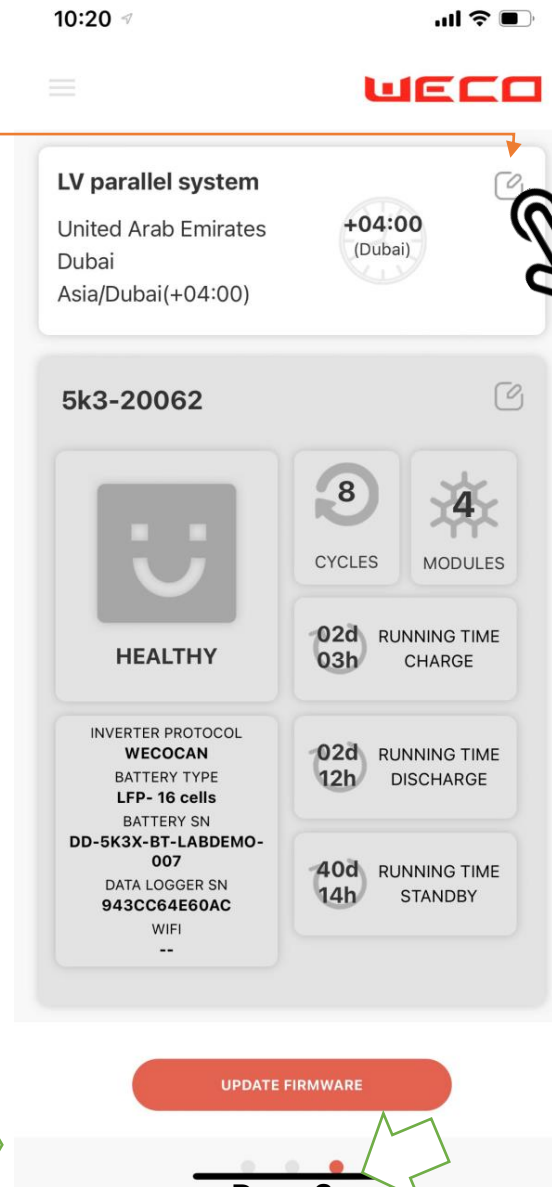 10:20
WECO
LV parallel system
United Arab Emirates
Dubai
Asia/Dubai(+04:00)
+04:00
(Dubai)
5k3-20062
HEALTHY
8
CYCLES
4
MODULES
02d
03h
RUNNING TIME
CHARGE
INVERTER PROTOCOL
WECOCAN
BATTERY TYPE
LFP- 16 cells
BATTERY SN
DD-5K3X-BT-LABDEMO-
007
DATA LOGGER SN
943CC64E60AC
WIFI
--
02d
12h
RUNNING TIME
DISCHARGE
40d
14h
RUNNING TIME
STANDBY
UPDATE FIRMWARE